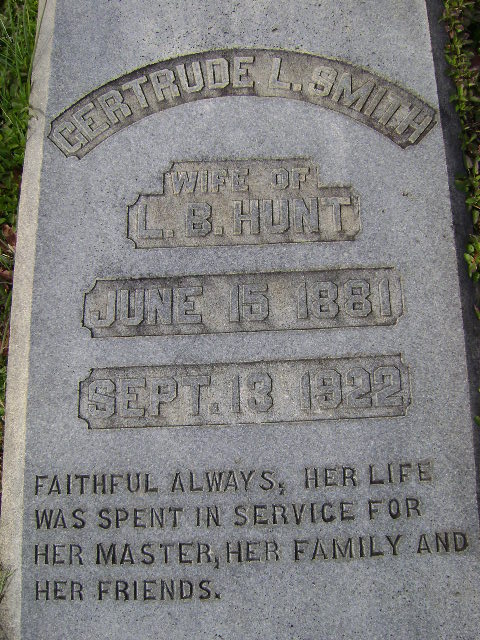 GERTRUDE L. SMITH
WIFE OF
L.B. HUNT
JUNE 15 1881
SEPT. 13 1922
FAITHFUL ALWAYS, HER LIFE
WAS SPENT IN SERVICE FOR
HER MASTER, HER FAMILY AND
HER FRIENDS.